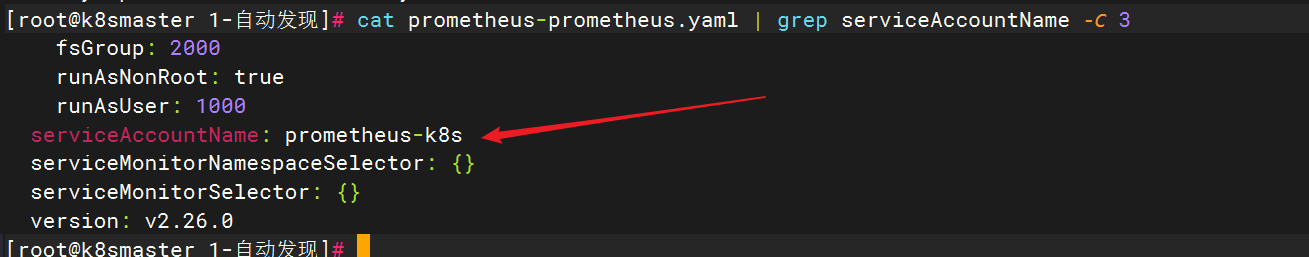 [root@k8smaster 1-自动发现]# cat prometheus-prometheus.yaml | grep serviceAccountName -C 3
    fsGroup: 2000
    runAsNonRoot: true
    runAsUser: 1000
  serviceAccountName: prometheus-k8s
  serviceMonitorNamespaceSelector: {}
  serviceMonitorSelector: {}
  version: v2.26.0
[root@k8smaster 1-自动发现]#